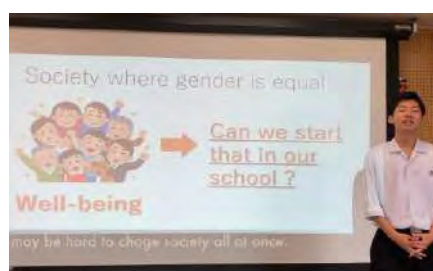 Society where gender is equal
Can we start
that in our
school ?
Well-being
may be hard to chage society all at once.